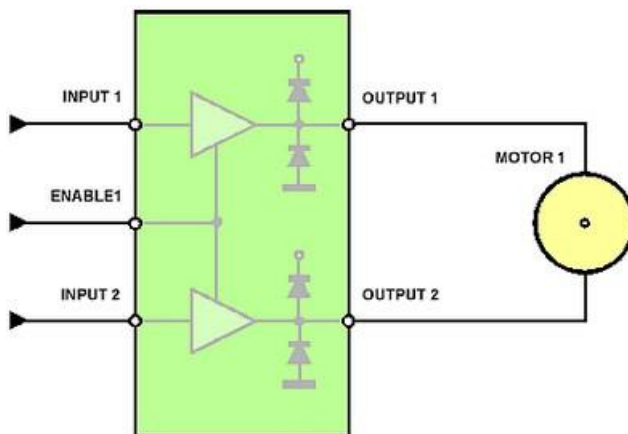 INPUT 1
OUTPUT 1
MOTOR 1
ENABLE1
INPUT 2
OUTPUT 2